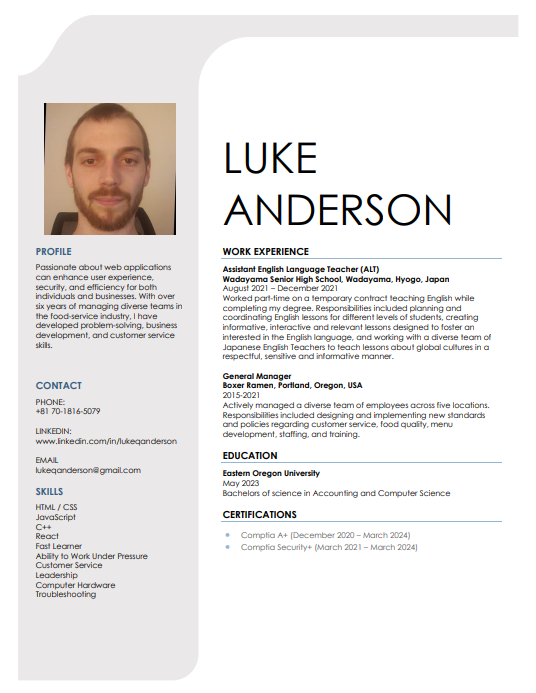 LUKE
ANDERSON
PROFILE
Passionate about web applications
can enhance user experience,
security, and efficiency for both
individuals and businesses. With over
six years of managing diverse teams in
the food-service industry, I have
developed problem-solving, business
development, and customer service
skills.
CONTACT
PHONE:
+81 70-1816-5079
LINKEDIN:
www.linkedin.com/in/lukeqanderson
EMAIL
lukeqanderson@gmail.com
SKILLS
HTML / CSS
JavaScript
C++
React
Fast Learner
Ability to Work Under Pressure
Customer Service
Leadership
Computer Hardware
Troubleshooting
WORK EXPERIENCE
Assistant English Language Teacher (ALT)
Wadayama Senior High School, Wadayama, Hyogo, Japan
August 2021 – December 2021
Worked part-time on a temporary contract teaching English while
completing my degree. Responsibilities included planning and
coordinating English lessons for different levels of students, creating
informative, interactive and relevant lessons designed to foster an
interested in the English language, and working with a diverse team of
Japanese English Teachers to teach lessons about global cultures in a
respectful, sensitive and informative manner.
General Manager
Boxer Ramen, Portland, Oregon, USA
2015-2021
Actively managed a diverse team of employees across five locations.
Responsibilities included designing and implementing new standards
and policies regarding customer service, food quality, menu
development, staffing, and training.
EDUCATION
Eastern Oregon University
May 2023
Bachelors of science in Accounting and Computer Science
CERTIFICATIONS
• Comptia A+ (December 2020 – March 2024)
• Comptia Security+ (March 2021 – March 2024)